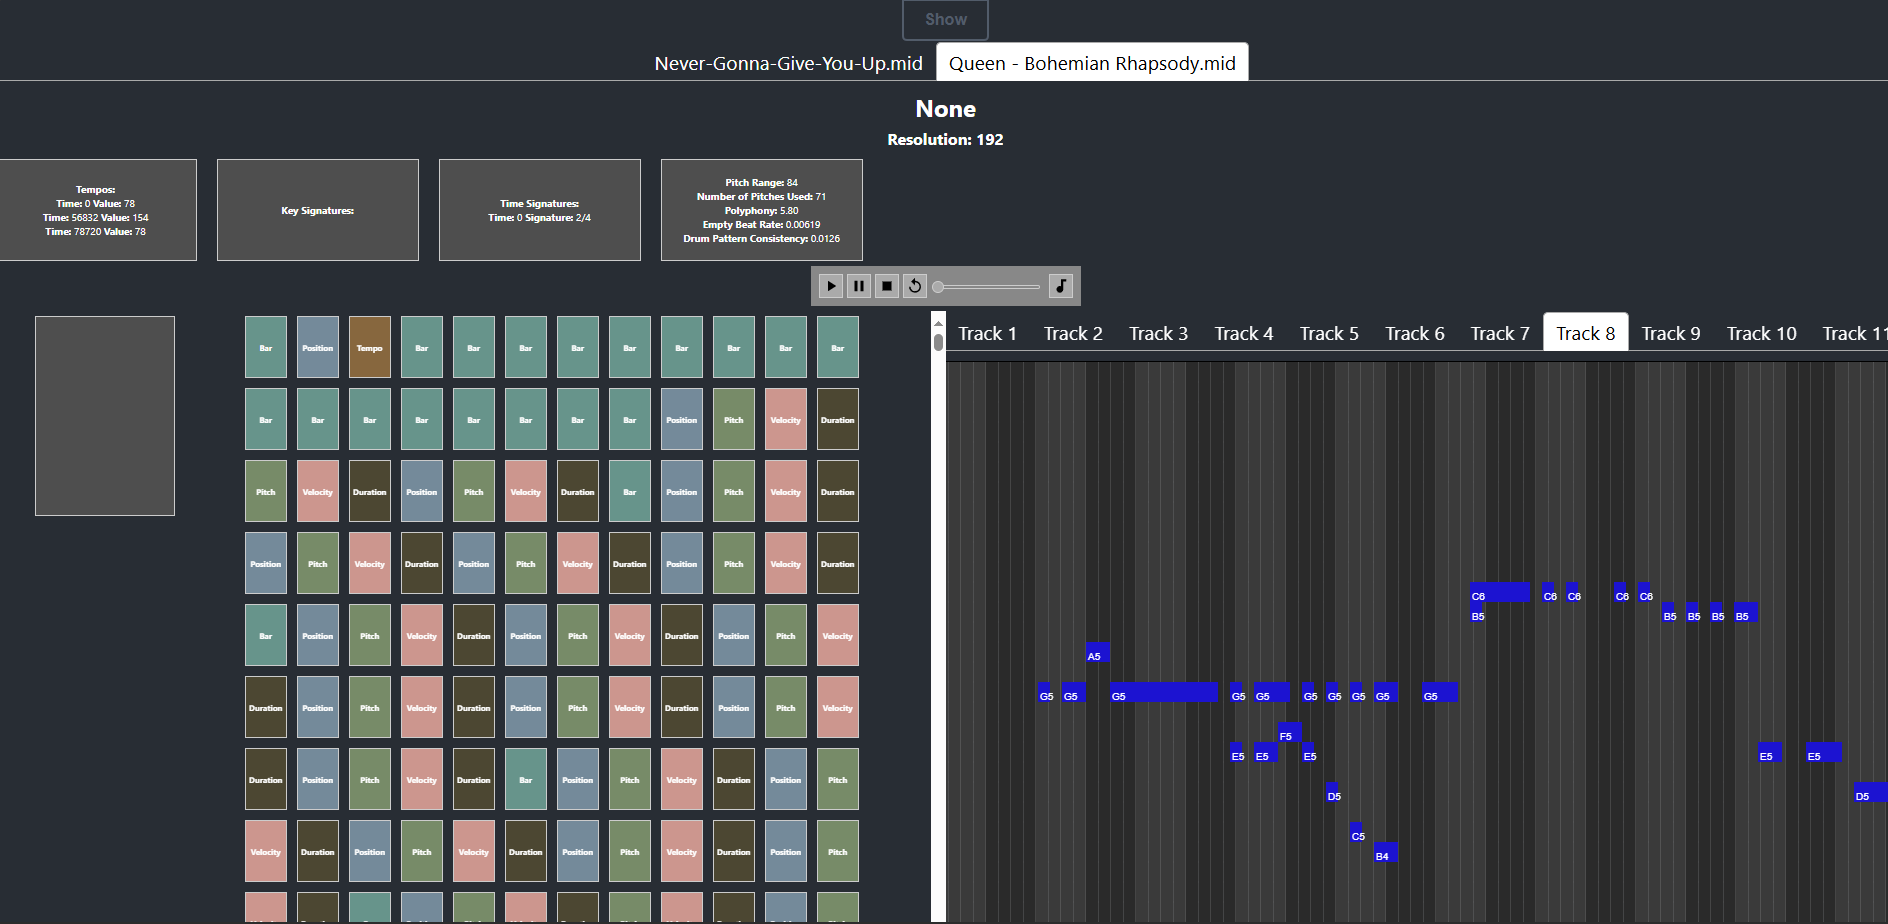 Show
Never-Gonna-Give-You-Up.mid Queen - Bohemian Rhapsody.mid
None
Resolution: 192
Tempos:
Time: 0 Value: 78
Time: 56832 Value: 154
Time: 78720 Value: 78
Key Signatures:
Time Signatures:
Time: 0 Signature: 2/4
Pitch Range: 84
Number of Pitches Used: 71
Polyphony: 5.80
Empty Beat Rate: 0.00619
Drum Pattern Consistency: 0.0126
Bar Position Tempo Bar Bar Bar Bar Bar Bar Bar Bar Bar
Bar Bar Bar Bar Bar Bar Bar Bar Position Pitch Velocity Duration
Pitch Velocity Duration Position Pitch Velocity Duration Bar Position Pitch Velocity Duration
Position Pitch Velocity Duration Position Pitch Velocity Duration Position Pitch Velocity Duration
Bar Position Pitch Velocity Duration Position Pitch Velocity Duration Position Pitch Velocity
Duration Position Pitch Velocity Duration Position Pitch Velocity Duration Position Pitch Velocity
Duration Position Pitch Velocity Duration Bar Position Pitch Velocity Duration Position Pitch
Velocity Duration Position Pitch Velocity Duration Position Pitch Velocity Duration Position Pitch
Track 1 Track 2 Track 3 Track 4 Track 5 Track 6 Track 7 Track 8 Track 9 Track 10 Track 11
C6 C6 C6 C6 C6
B5 B5 B5 B5 B5
A5
G5 G5 G5 G5 G5 G5 G5 G5 G5 G5
F5
E5 E5 E5 E5 E5
D5 D5
C5
B4